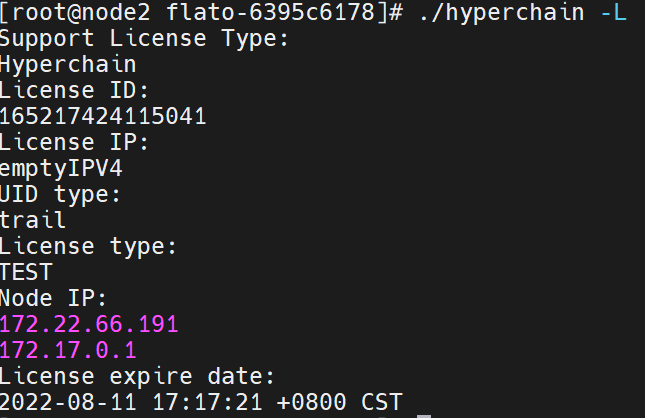 [root@node2 flato-6395c6178]# ./hyperchain -L
Support License Type:
Hyperchain
License ID:
165217424115041
License IP:
emptyIPV4
UID type:
trail
License type:
TEST
Node IP:
172.22.66.191
172.17.0.1
License expire date:
2022-08-11 17:17:21 +0800 CST